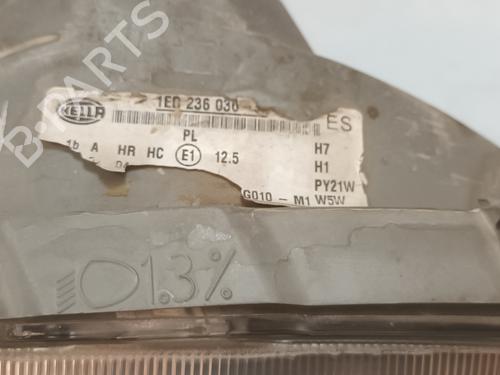 B-PARTS
HELLA 1EG 236 030 ES
PL
1b A HR HC E1 12.5 H7
H1
PY21W
G010 - M1 W5W
1.3%